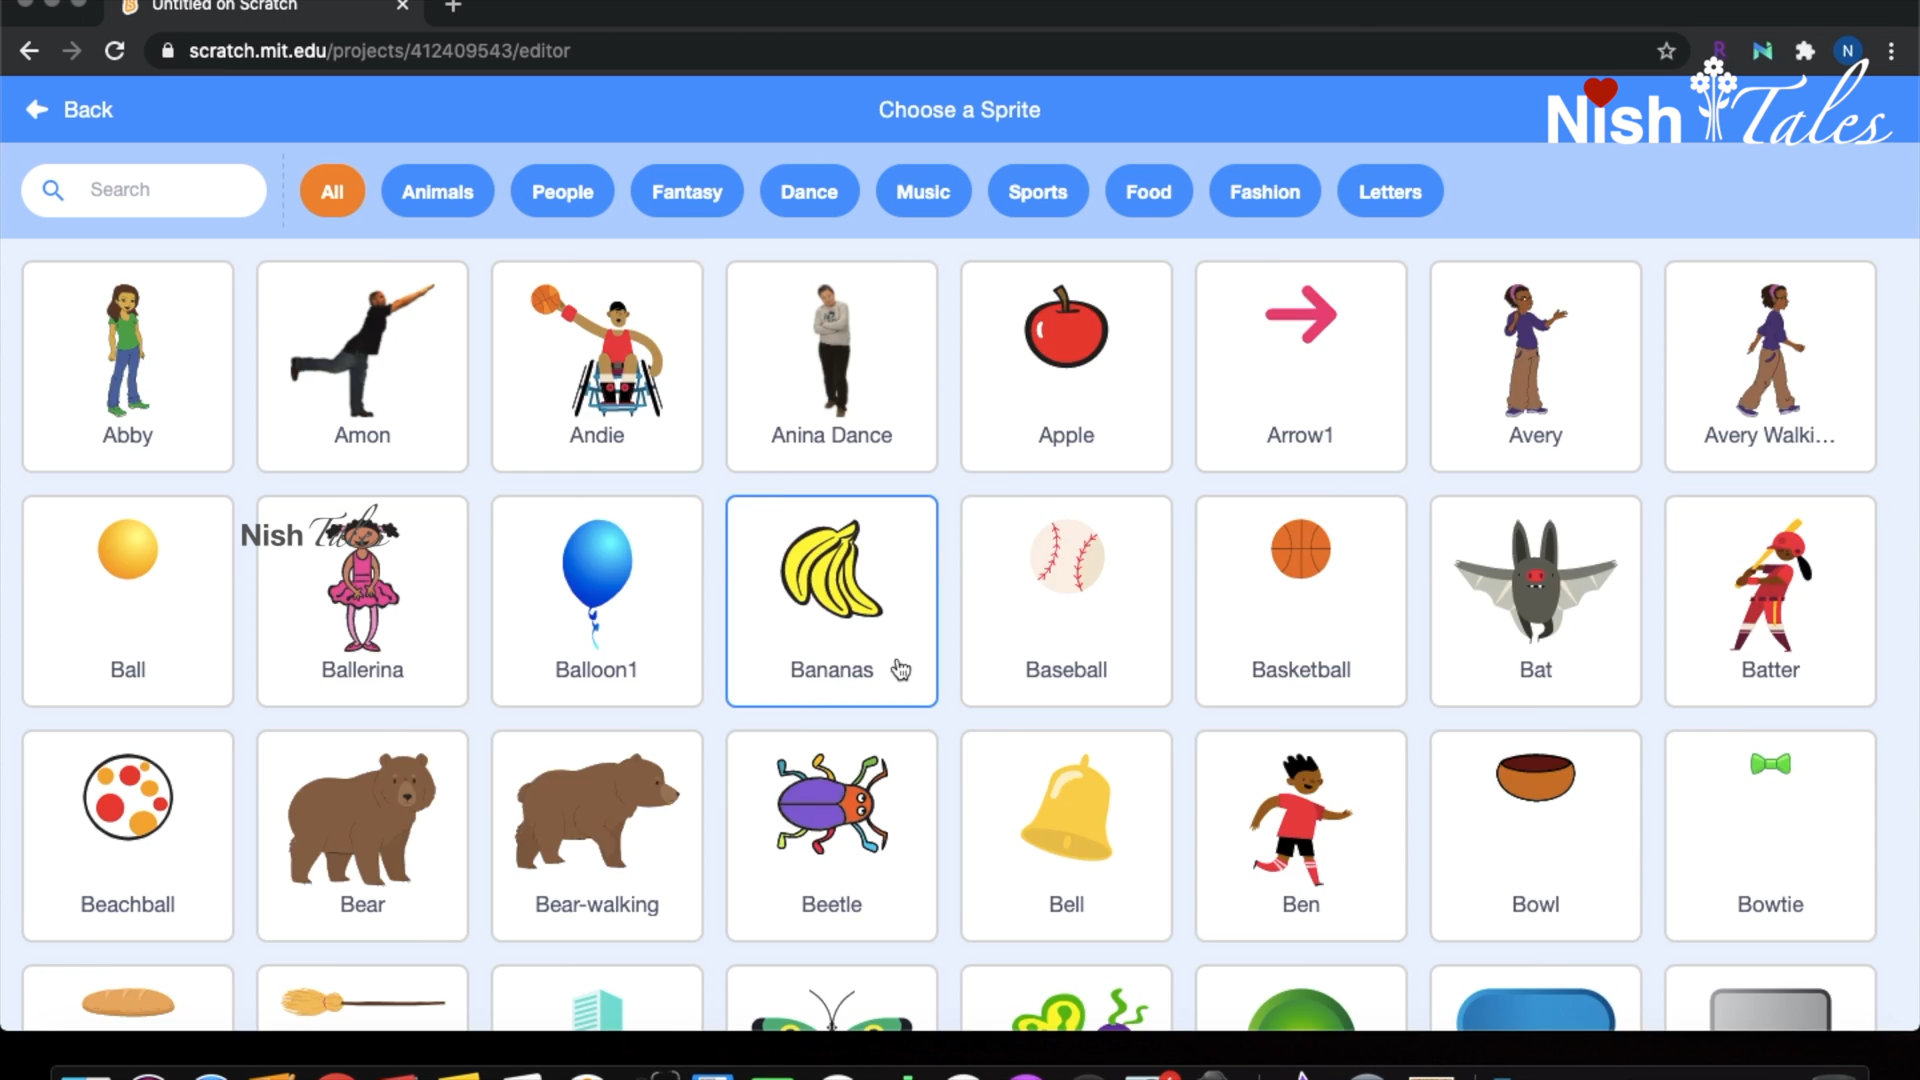 Untitled on Scratch
scratch.mit.edu/projects/412409543/editor
N
Back
Choose a Sprite
Nish Tales
Search
All
Animals
People
Fantasy
Dance
Music
Sports
Food
Fashion
Letters
Abby
Amon
Andie
Anina Dance
Apple
Arrow1
Avery
Avery Walki...
Nish Tales
Ball
Ballerina
Balloon1
Bananas
Baseball
Basketball
Bat
Batter
Beachball
Bear
Bear-walking
Beetle
Bell
Ben
Bowl
Bowtie